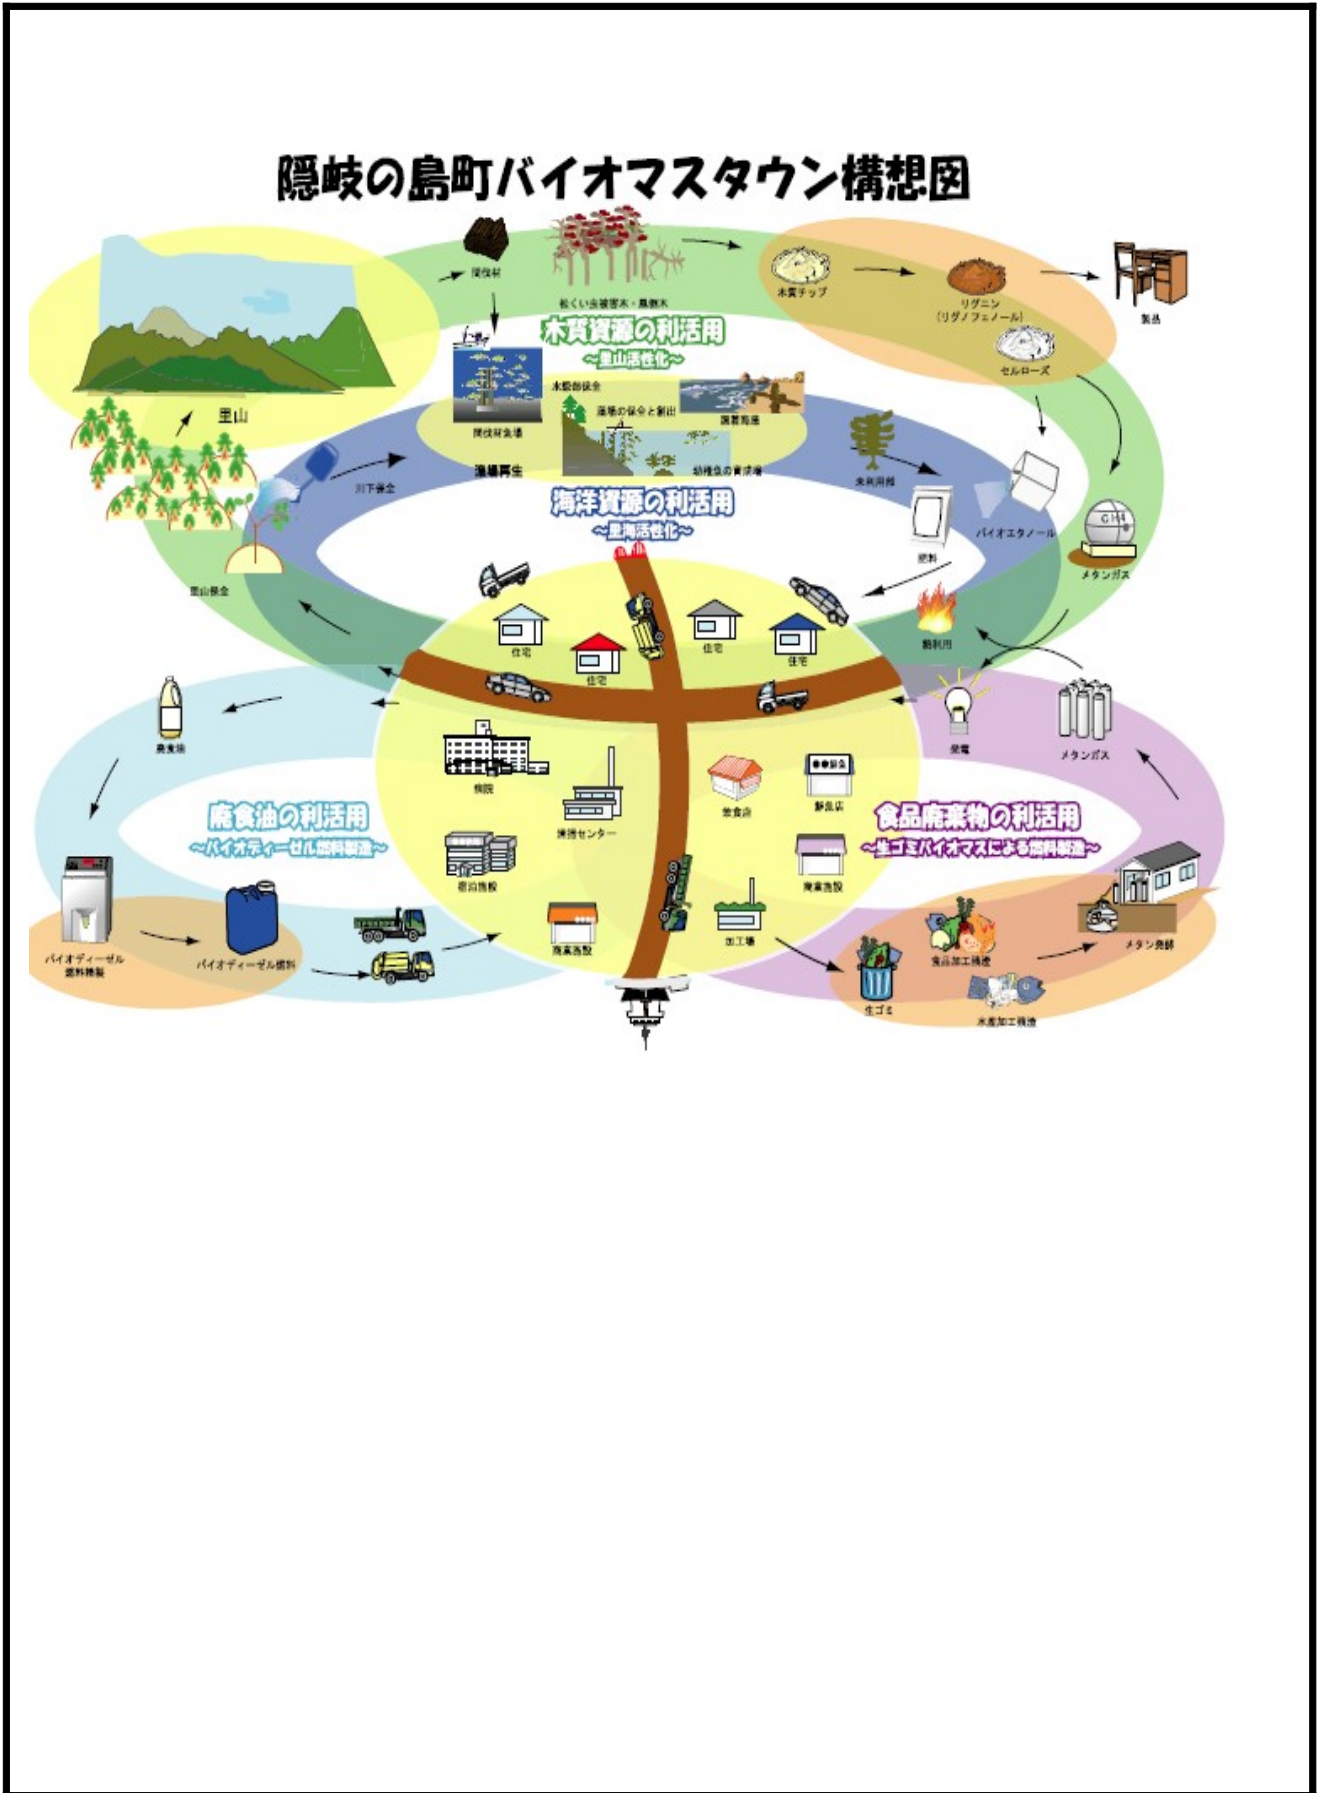 隠岐の島町バイオマスタウン構想図
間伐材
松くい虫被害木・風倒木
木質チップ
リグニン
(リグノフェノール)
製品
セルローズ
木質資源の利活用
～里山活性化～
里山
水産部保全
藻場の保全と創出
間伐材魚場
漁場再生
幼稚魚の育成場
川下保全
未利用部
海洋資源の利活用
～里海活性化～
肥料
バイオエタノール
CH4
メタンガス
里山保全
熱利用
住宅
住宅
住宅
住宅
廃食油
発電
メタンガス
病院
清掃センター
飲食店
鮮魚店
廃食油の利活用
～バイオディーゼル燃料製造～
食品廃棄物の利活用
～生ゴミバイオマスによる燃料製造～
宿泊施設
商業施設
商業施設
加工場
バイオディーゼル
燃料精製
バイオディーゼル燃料
生ゴミ
食品加工残渣
水産加工残渣
メタン発酵